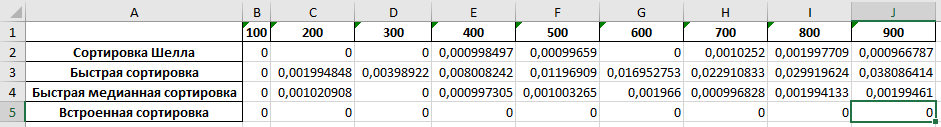 A B C D E F G H I J
1 100 200 300 400 500 600 700 800 900
2 Сортировка Шелла 0 0 0 0,000998497 0,00099659 0 0,0010252 0,001997709 0,000966787
3 Быстрая сортировка 0 0,001994848 0,00398922 0,008008242 0,01196909 0,016952753 0,022910833 0,029919624 0,038086414
4 Быстрая медианная сортировка 0 0,001020908 0 0,000997305 0,001003265 0,001966 0,000996828 0,001994133 0,00199461
5 Встроенная сортировка 0 0 0 0 0 0 0 0 0